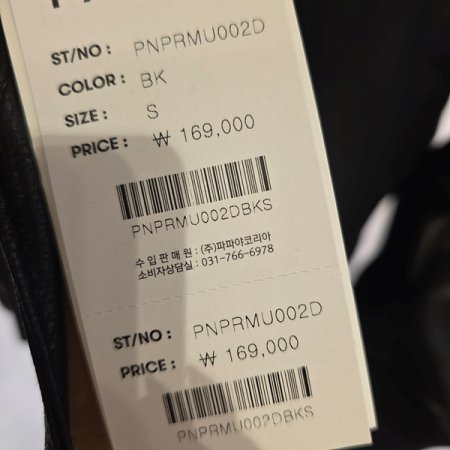 ST/NO : PNPRMU002D
COLOR : BK
SIZE : S
PRICE : ₩ 169,000
PNPRMU002DBKS
수 입 판 매 원 : (주)파파야코리아
소비자상담실 : 031-766-6978
ST/NO : PNPRMU002D
PRICE : ₩ 169,000
PNPRMU002DBKS